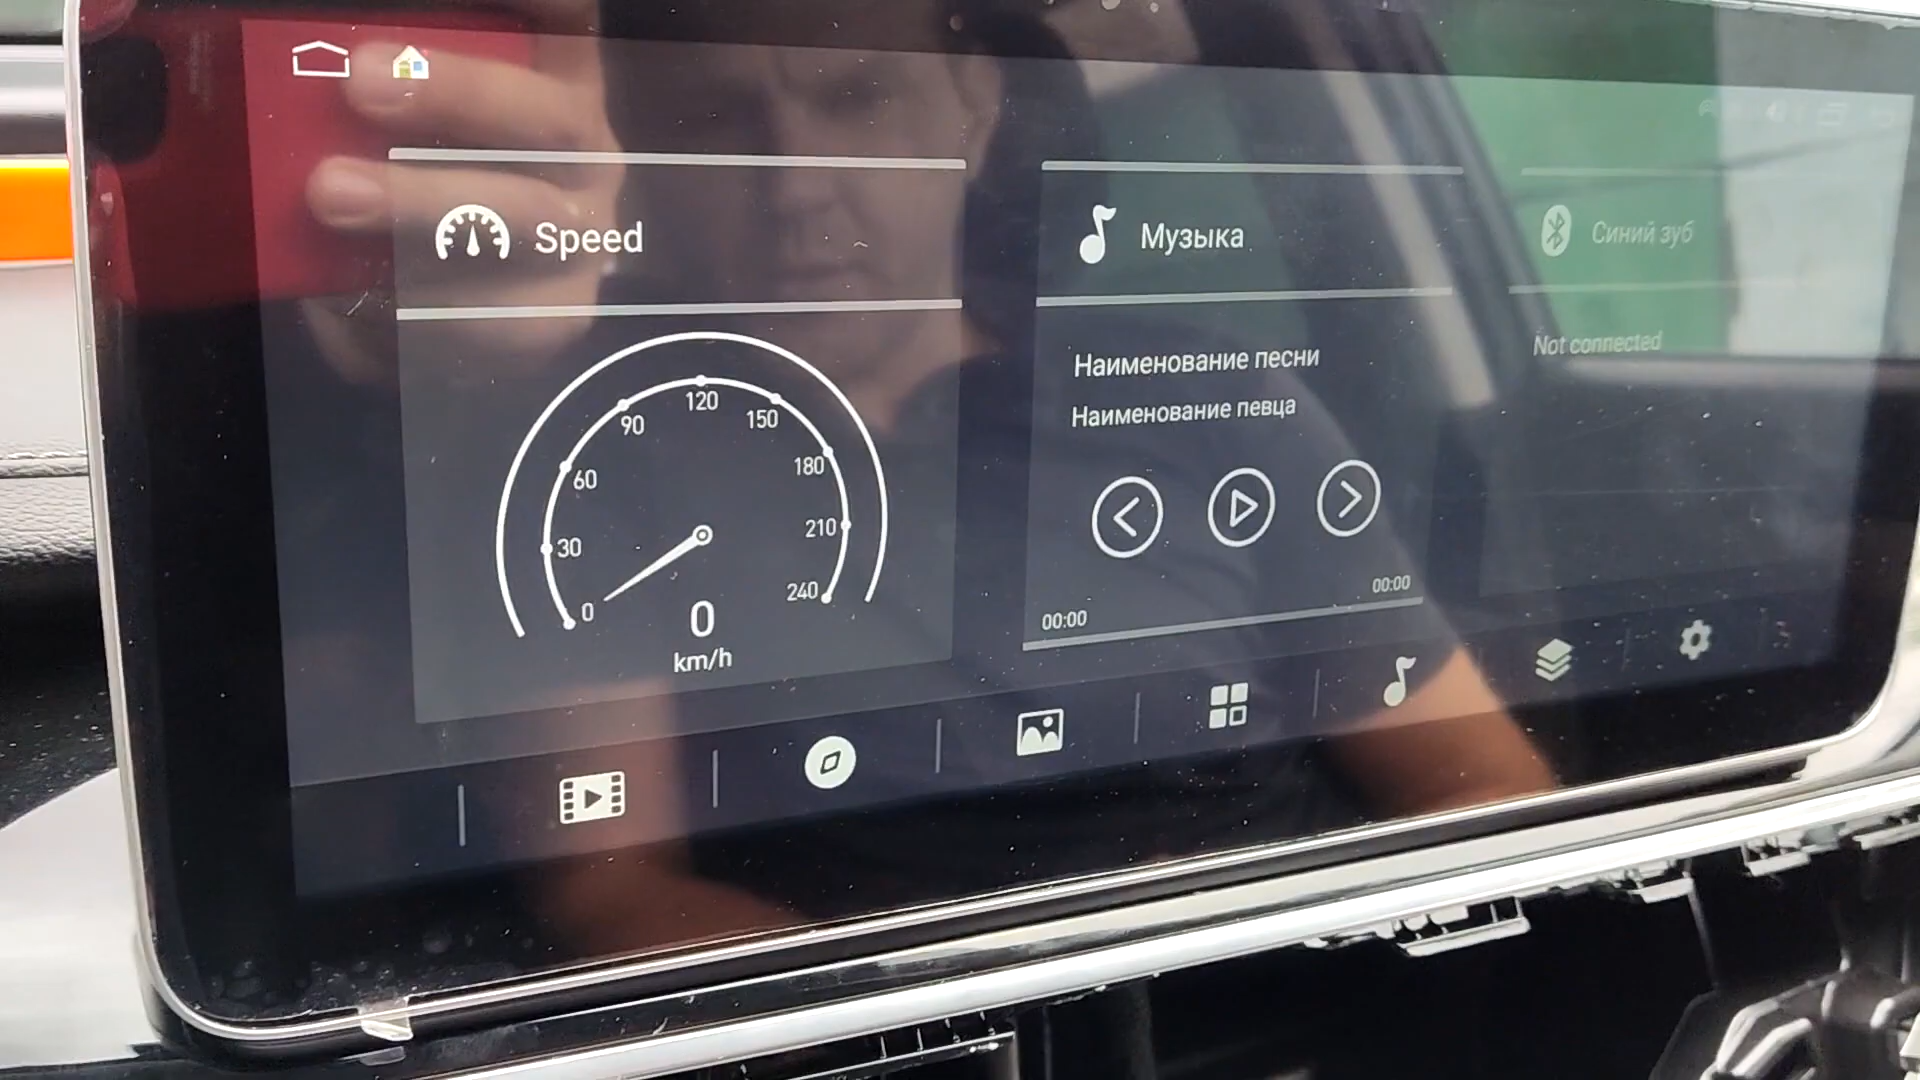 Speed
Музыка
Синий зуб
Наименование песни
Наименование певца
Not connected
0
30
60
90
120
150
180
210
240
0
km/h
00:00
00:00